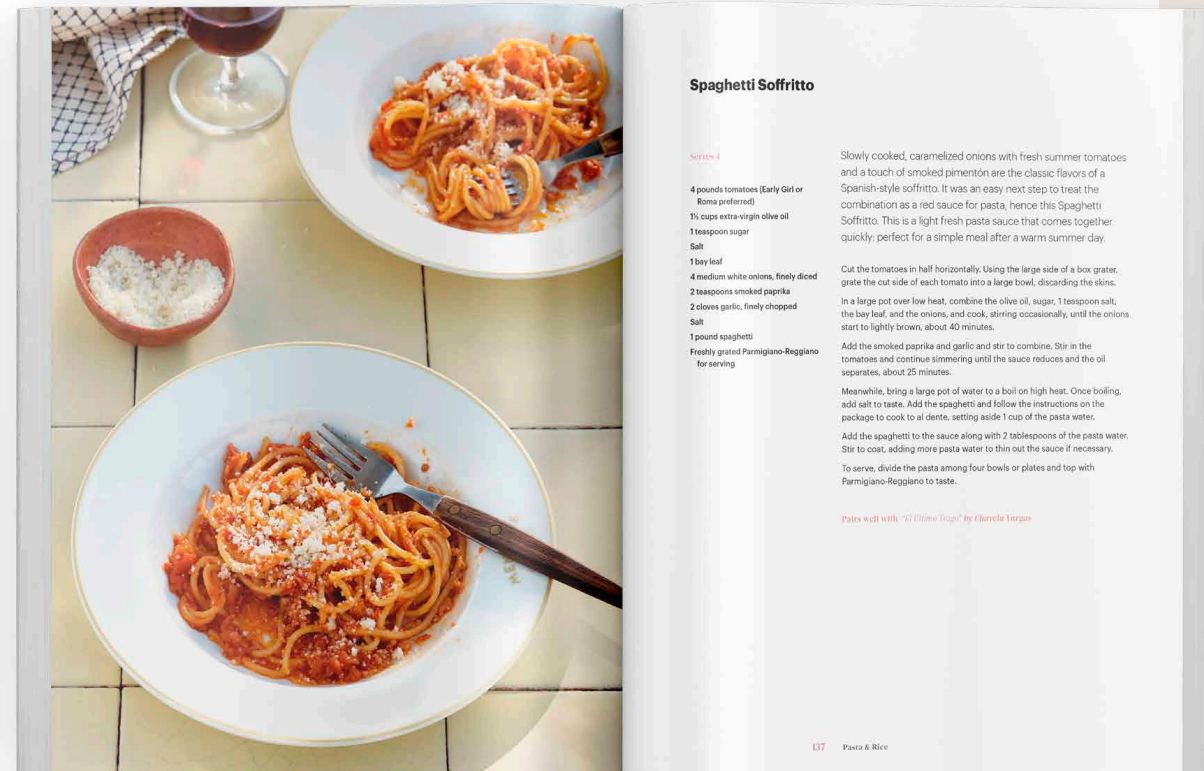 Spaghetti Soffritto
Serves 4
4 pounds tomatoes (Early Girl or
Roma preferred)
1½ cups extra-virgin olive oil
1 teaspoon sugar
Salt
1 bay leaf
4 medium white onions, finely diced
2 teaspoons smoked paprika
2 cloves garlic, finely chopped
Salt
1 pound spaghetti
Freshly grated Parmigiano-Reggiano
for serving
Slowly cooked, caramelized onions with fresh summer tomatoes
and a touch of smoked pimentón are the classic flavors of a
Spanish-style soffritto. It was an easy next step to treat the
combination as a red sauce for pasta, hence this Spaghetti
Soffritto. This is a light fresh pasta sauce that comes together
quickly: perfect for a simple meal after a warm summer day.
Cut the tomatoes in half horizontally. Using the large side of a box grater,
grate the cut side of each tomato into a large bowl, discarding the skins.
In a large pot over low heat, combine the olive oil, sugar, 1 teaspoon salt,
the bay leaf, and the onions, and cook, stirring occasionally, until the onions
start to lightly brown, about 40 minutes.
Add the smoked paprika and garlic and stir to combine. Stir in the
tomatoes and continue simmering until the sauce reduces and the oil
separates, about 25 minutes.
Meanwhile, bring a large pot of water to a boil on high heat. Once boiling,
add salt to taste. Add the spaghetti and follow the instructions on the
package to cook to al dente, setting aside 1 cup of the pasta water.
Add the spaghetti to the sauce along with 2 tablespoons of the pasta water.
Stir to coat, adding more pasta water to thin out the sauce if necessary.
To serve, divide the pasta among four bowls or plates and top with
Parmigiano-Reggiano to taste.
Pairs well with "El Último Trago" by Chavela Vargas
137 Pasta & Rice